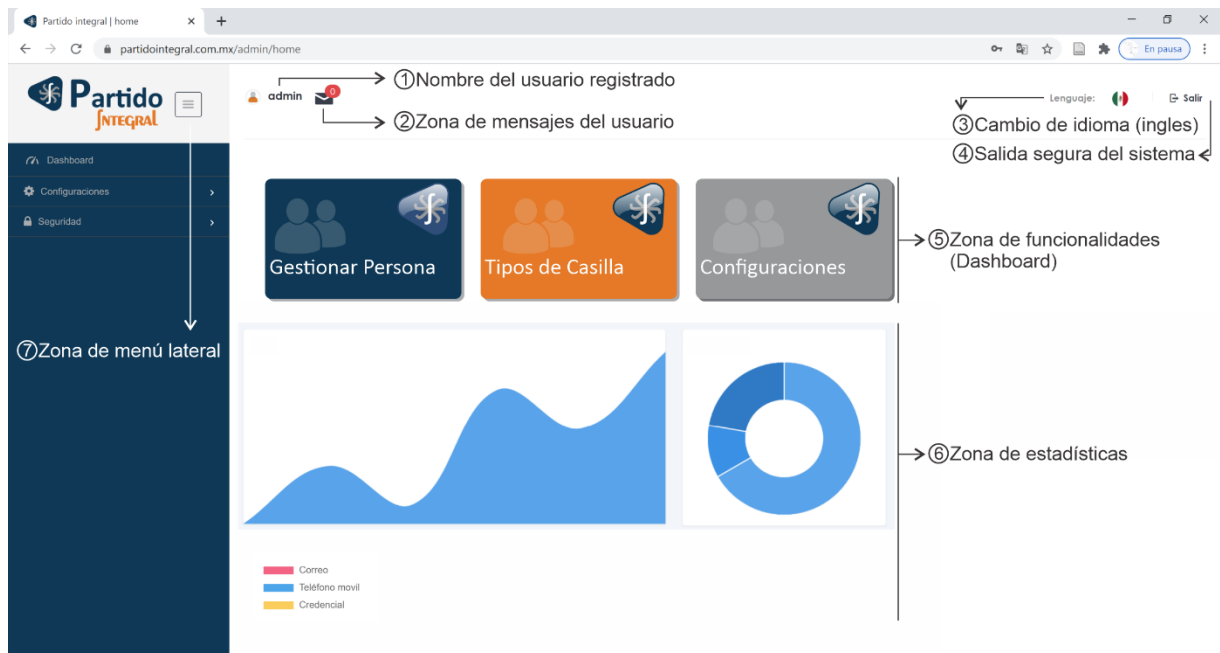 Partido integral | home
partidointegral.com.mx/admin/home
En pausa
Partido
INTEGRAL
admin
0
①Nombre del usuario registrado
②Zona de mensajes del usuario
Lenguaje:
Salir
③Cambio de idioma (ingles)
④Salida segura del sistema
Dashboard
Configuraciones
Seguridad
Gestionar Persona
Tipos de Casilla
Configuraciones
⑤Zona de funcionalidades
(Dashboard)
⑦Zona de menú lateral
⑥Zona de estadísticas
Correo
Teléfono movil
Credencial